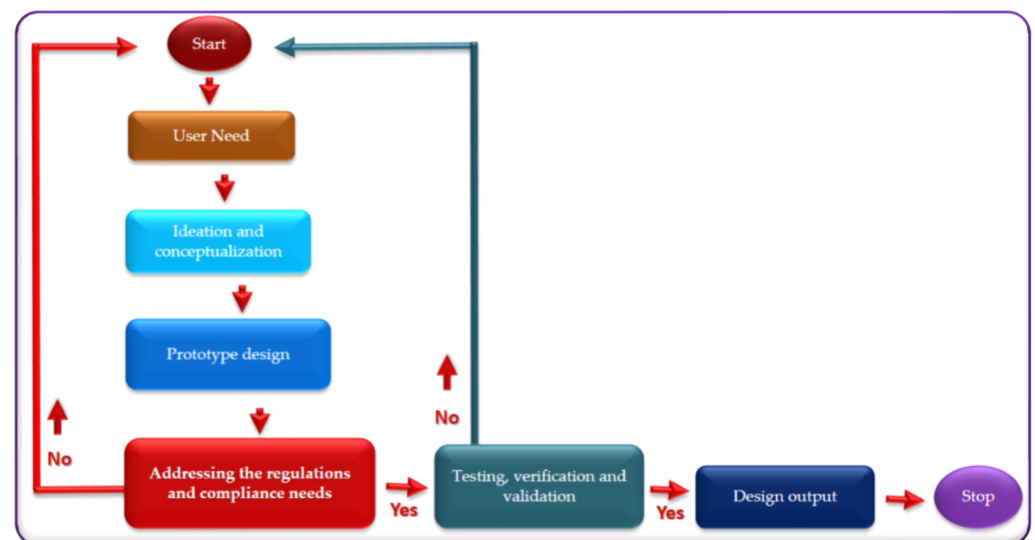 Start
User Need
Ideation and
conceptualization
Prototype design
No
No
Addressing the regulations
and compliance needs
Yes
Testing, verification and
validation
Yes
Design output
Stop